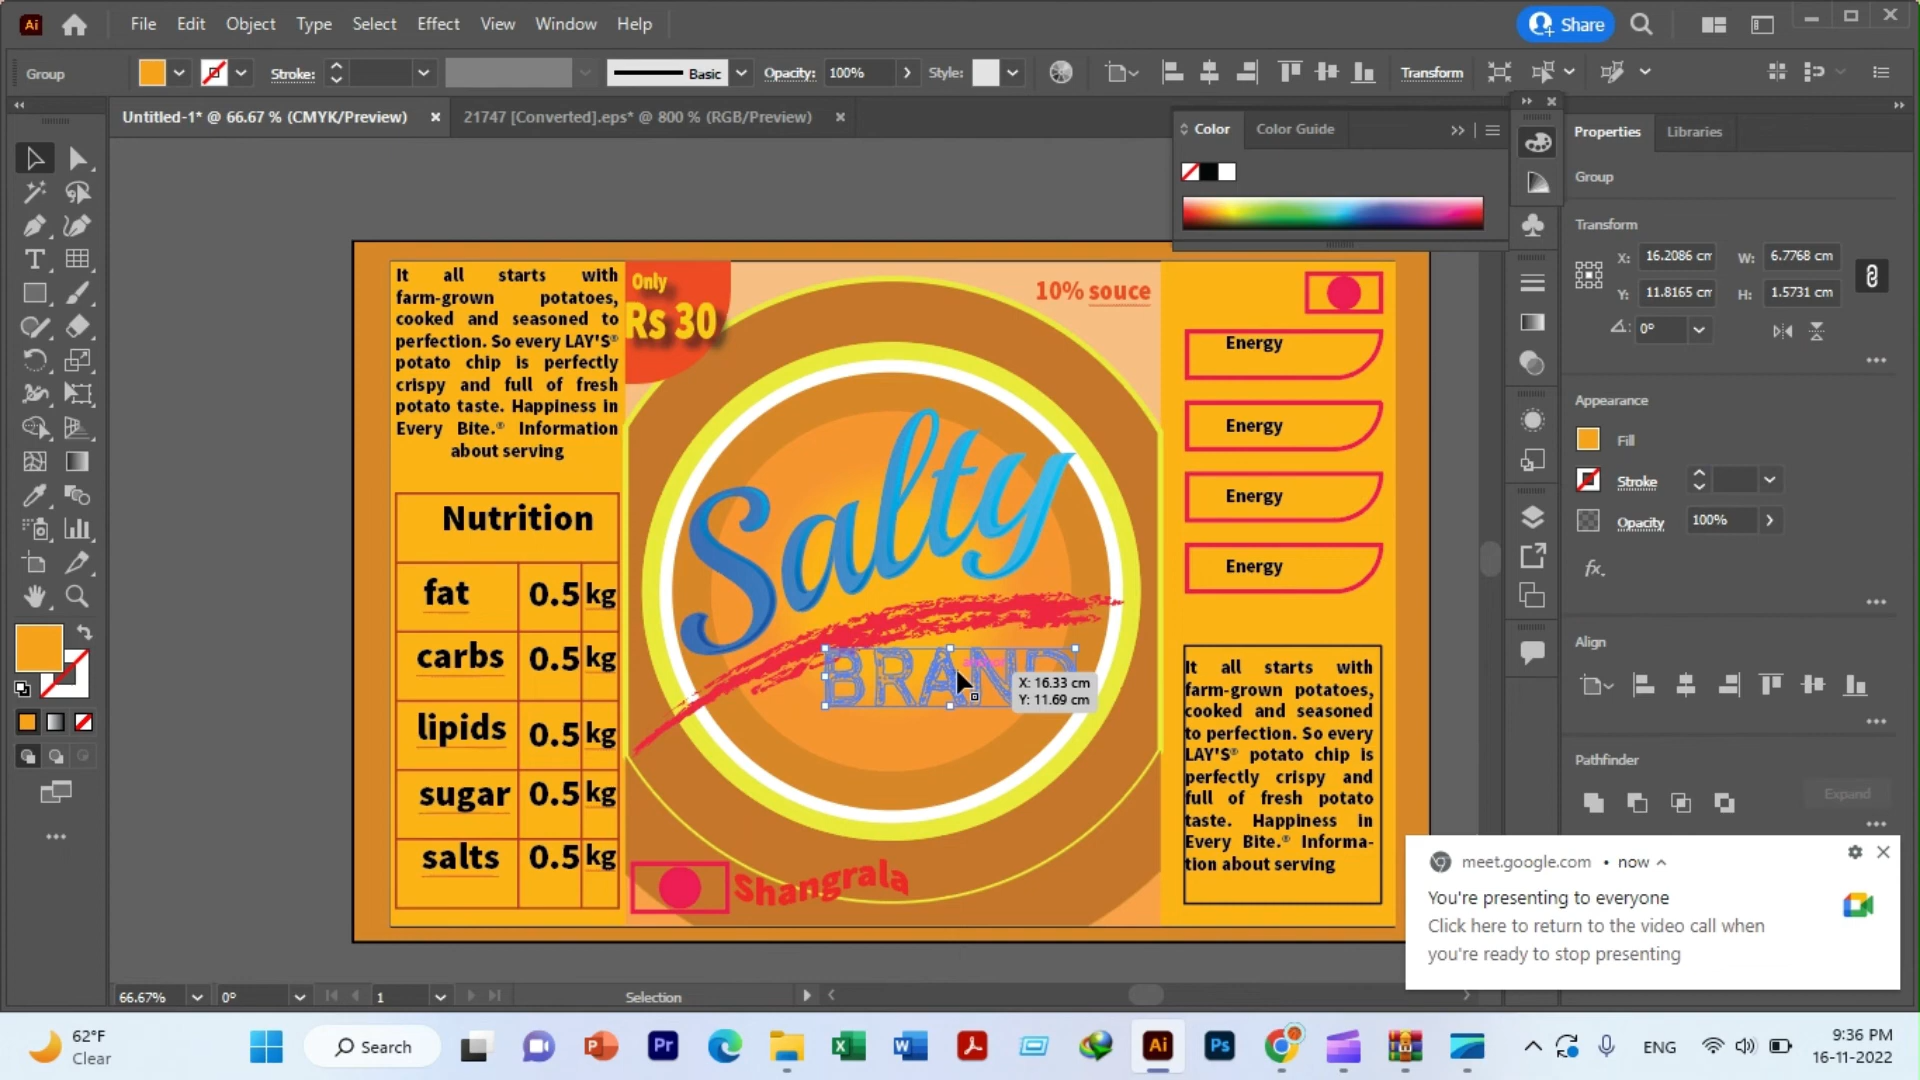 Ai File Edit Object Type Select Effect View Window Help Share
Group Stroke: Basic Opacity: 100% Style: Transform
Untitled-1* @ 66.67 % (CMYK/Preview) × 21747 [Converted].eps* @ 800 % (RGB/Preview) ×
Color Color Guide
Properties Libraries
Group
Transform
X: 16.2086 cm W: 6.7768 cm
Y: 11.8165 cm H: 1.5731 cm
0°
Appearance
Fill
Stroke
Opacity 100%
fx.
Align
Pathfinder
Expand
It all starts with
farm-grown potatoes,
cooked and seasoned to
perfection. So every LAY'S®
potato chip is perfectly
crispy and full of fresh
potato taste. Happiness in
Every Bite.® Information
about serving
Nutrition
fat 0.5 kg
carbs 0.5 kg
lipids 0.5 kg
sugar 0.5 kg
salts 0.5 kg
Only
Rs 30
10% souce
Salty
BRAND
X: 16.33 cm
Y: 11.69 cm
Shangrala
Energy
Energy
Energy
Energy
It all starts with
farm-grown potatoes,
cooked and seasoned
to perfection. So every
LAY'S® potato chip is
perfectly crispy and
full of fresh potato
taste. Happiness in
Every Bite.® Informa-
tion about serving
meet.google.com • now
You're presenting to everyone
Click here to return to the video call when
you're ready to stop presenting
66.67% 0° 1 Selection
62°F
Clear
Search
Pr
Ai
Ps
ENG
9:36 PM
16-11-2022